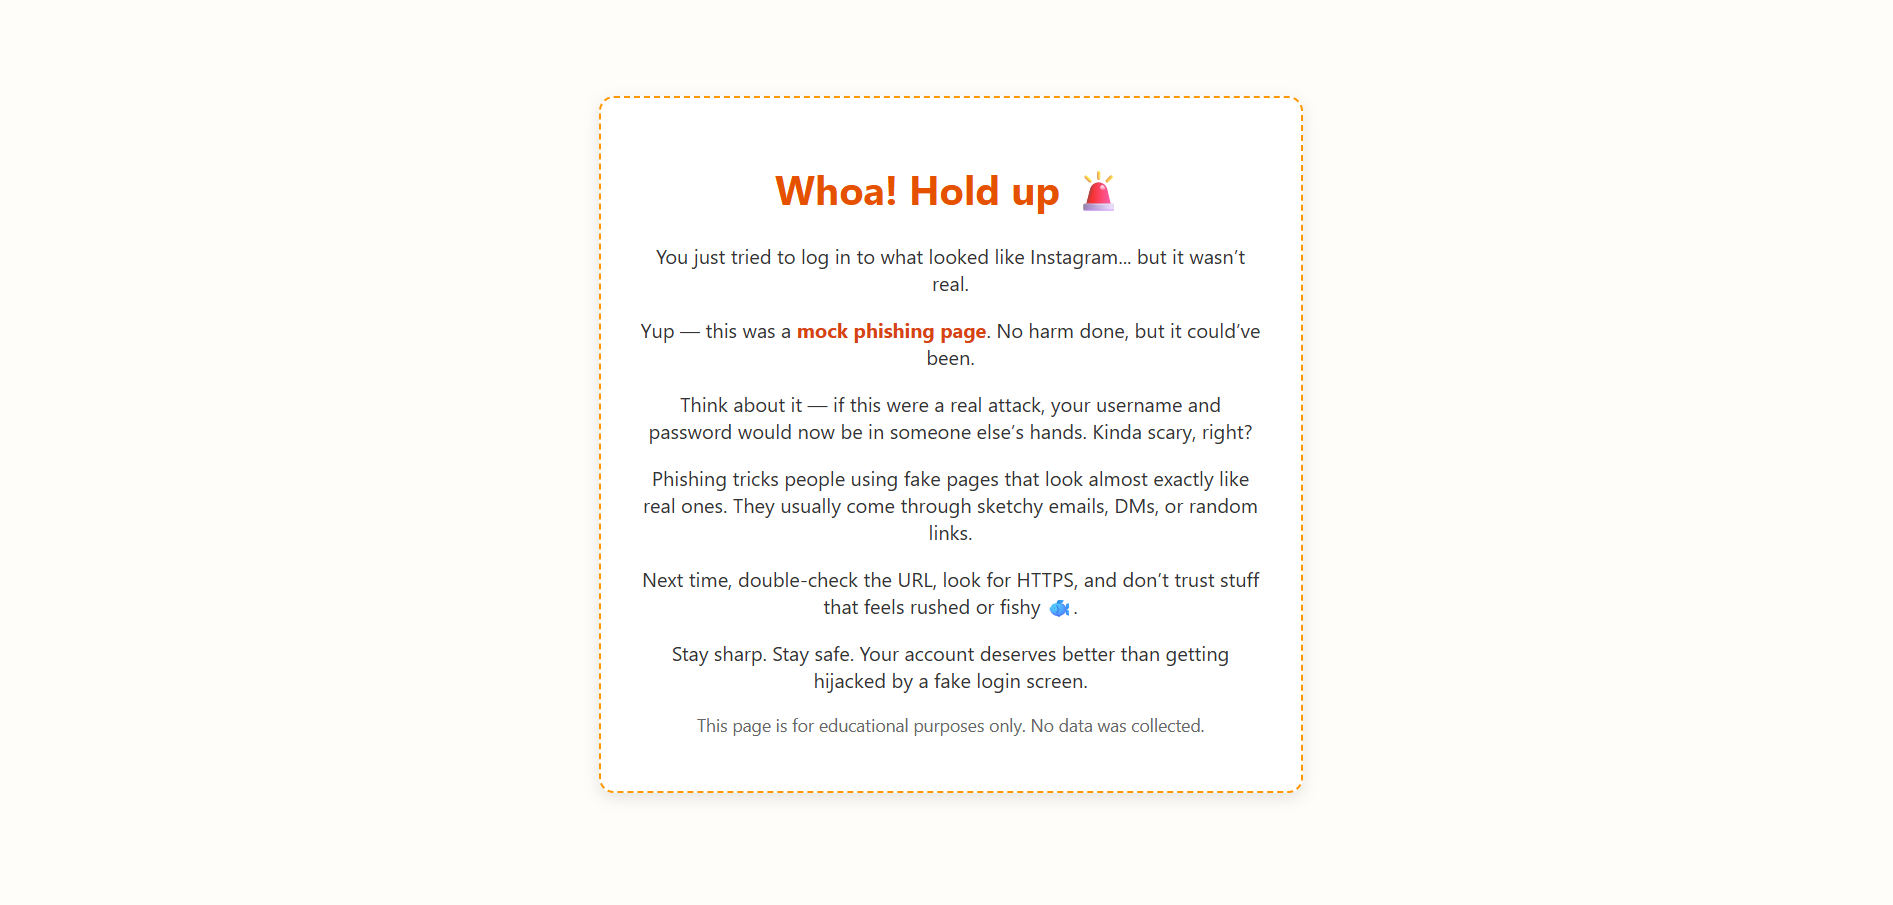 Whoa! Hold up 🚨
You just tried to log in to what looked like Instagram... but it wasn’t
real.
Yup — this was a mock phishing page. No harm done, but it could’ve
been.
Think about it — if this were a real attack, your username and
password would now be in someone else’s hands. Kinda scary, right?
Phishing tricks people using fake pages that look almost exactly like
real ones. They usually come through sketchy emails, DMs, or random
links.
Next time, double-check the URL, look for HTTPS, and don’t trust stuff
that feels rushed or fishy 🐟.
Stay sharp. Stay safe. Your account deserves better than getting
hijacked by a fake login screen.
This page is for educational purposes only. No data was collected.